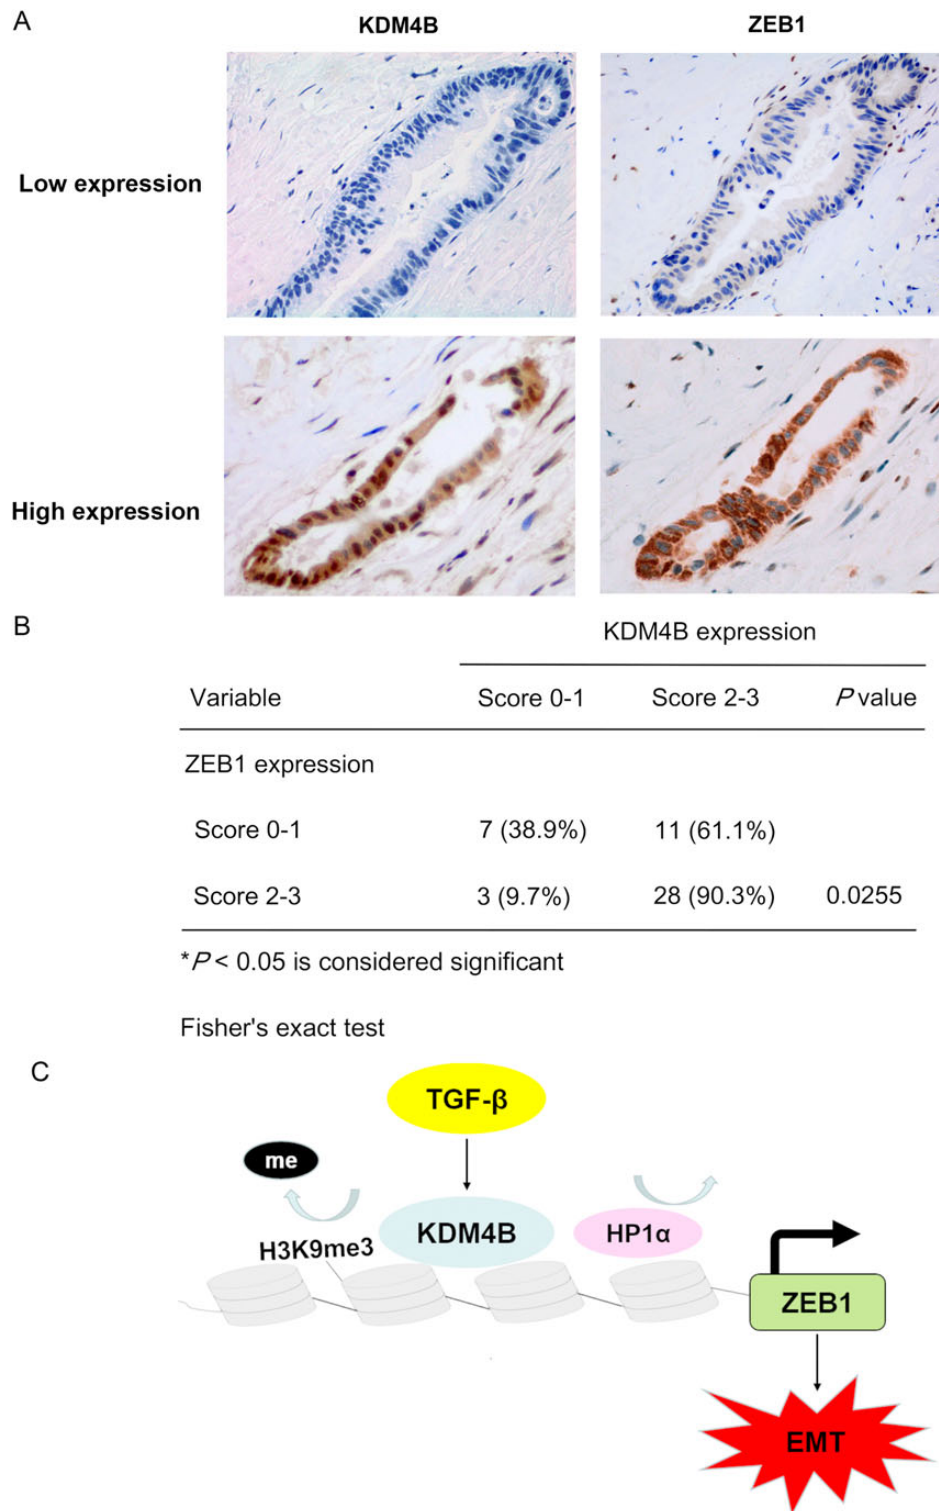 A
KDM4B ZEB1
Low expression
High expression
B
KDM4B expression
Variable Score 0-1 Score 2-3 P value
ZEB1 expression
Score 0-1 7 (38.9%) 11 (61.1%)
Score 2-3 3 (9.7%) 28 (90.3%) 0.0255
*P < 0.05 is considered significant
Fisher's exact test
C
TGF-β
me
H3K9me3 KDM4B HP1α
ZEB1
EMT